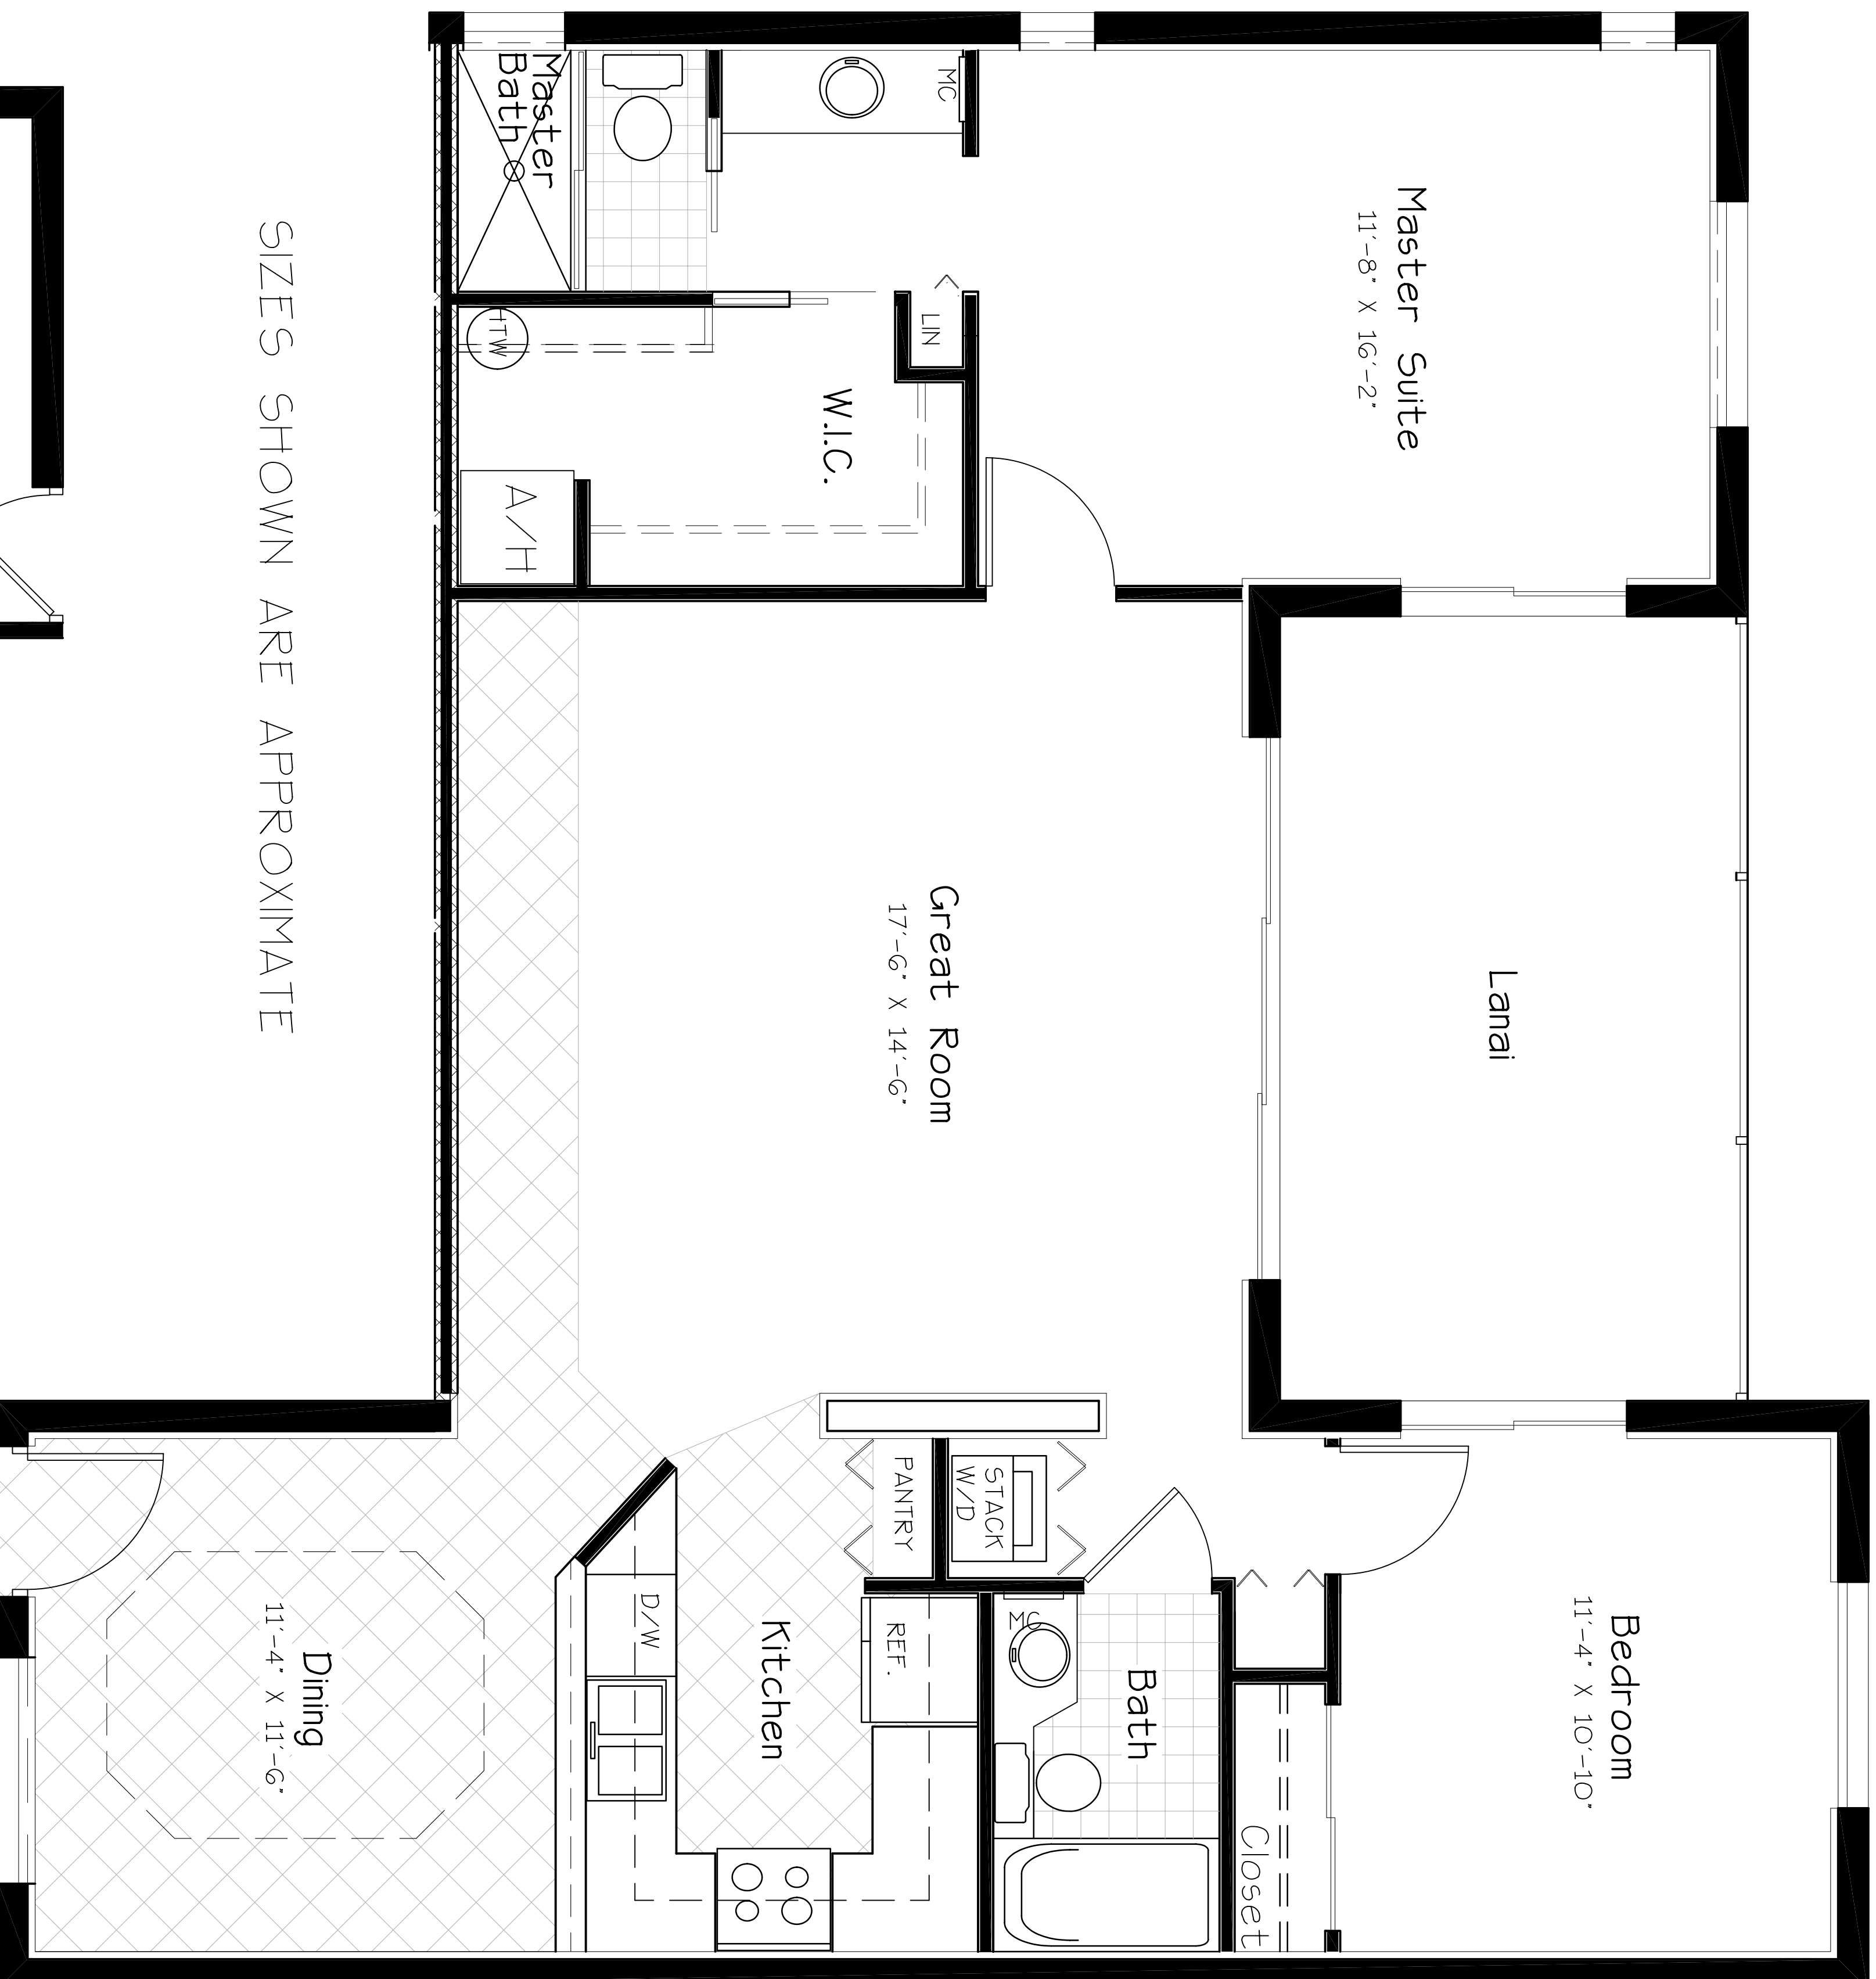 Master Suite
11'-8" X 16'-2"
Lanai
Bedroom
11'-4" X 10'-10"
MC
LIN
W.I.C.
Master
Bath
HTW
A/H
Great Room
17'-6" X 14'-6"
STACK
W/D
PANTRY
MC
Bath
Closet
REF.
Kitchen
D/W
Dining
11'-4" X 11'-6"
SIZES SHOWN ARE APPROXIMATE